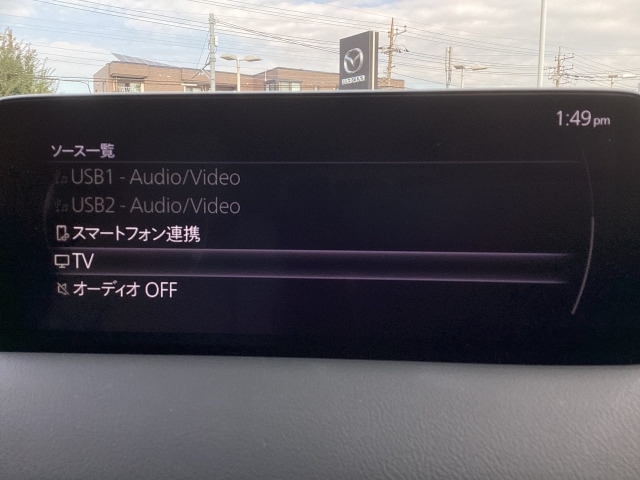 1:49pm
ソース一覧
USB1 - Audio/Video
USB2 - Audio/Video
スマートフォン連携
TV
オーディオ OFF